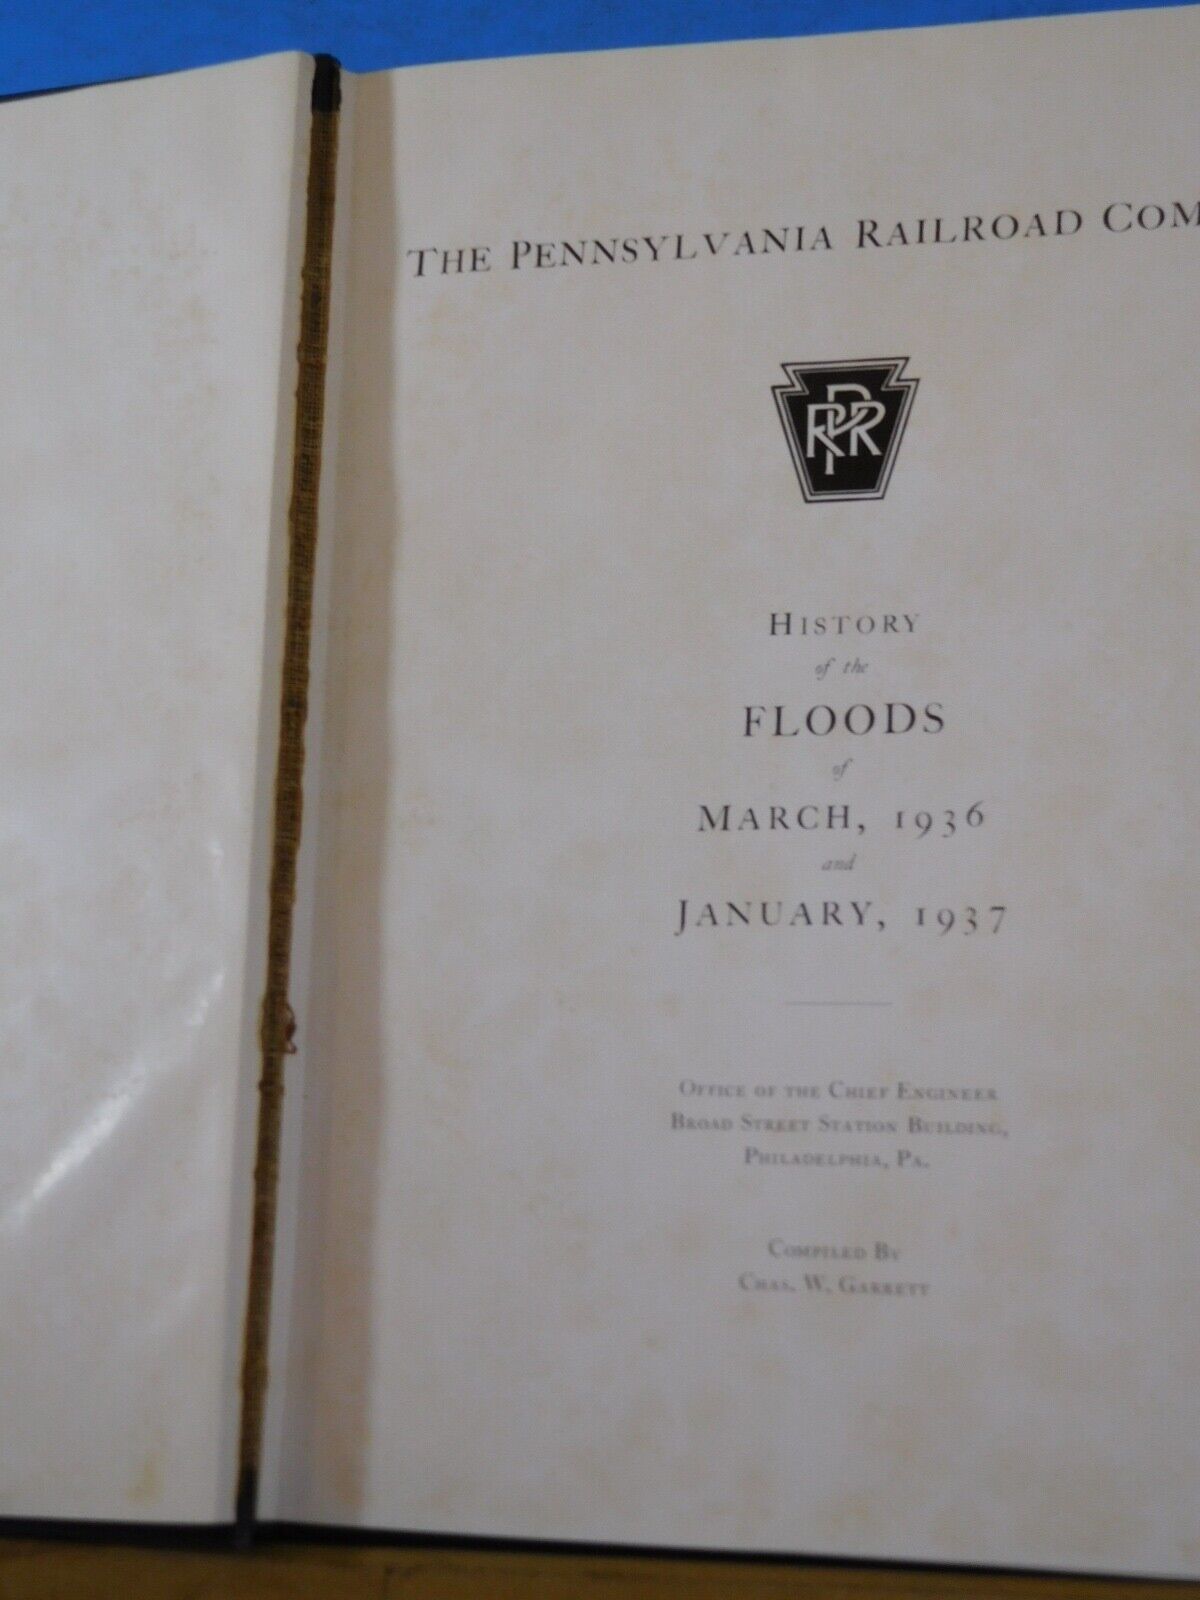 THE PENNSYLVANIA RAILROAD COM
PRR
HISTORY
of the
FLOODS
of
MARCH, 1936
and
JANUARY, 1937
OFFICE OF THE CHIEF ENGINEER
BROAD STREET STATION BUILDING,
PHILADELPHIA, PA.
COMPILED BY
CHAS. W. GARRETT